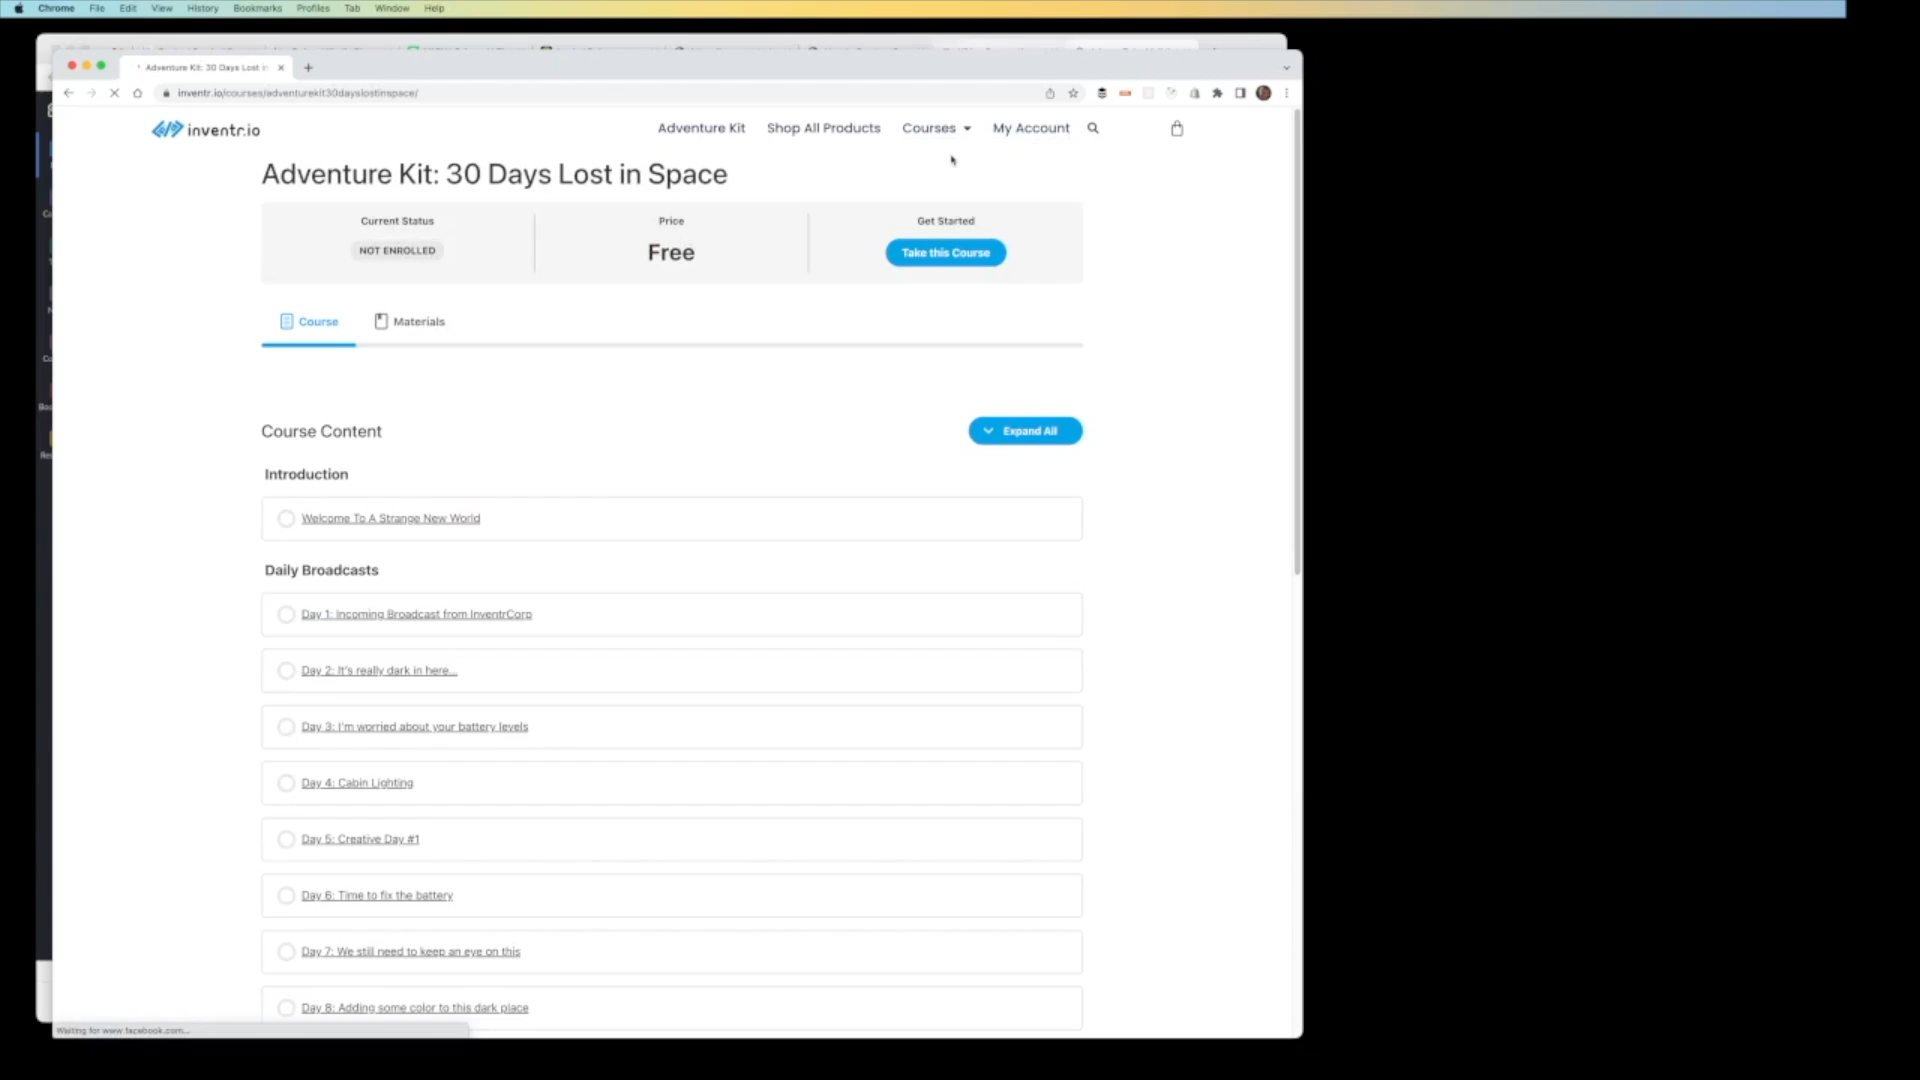 Chrome File Edit View History Bookmarks Profiles Tab Window Help
Adventure Kit: 30 Days Lost in
inventr.io/courses/adventurekit30dayslostinspace/
inventr.io
Adventure Kit Shop All Products Courses My Account
Adventure Kit: 30 Days Lost in Space
Current Status Price Get Started
NOT ENROLLED Free Take this Course
Course Materials
Course Content Expand All
Introduction
Welcome To A Strange New World
Daily Broadcasts
Day 1: Incoming Broadcast from InventrCorp
Day 2: It's really dark in here...
Day 3: I'm worried about your battery levels
Day 4: Cabin Lighting
Day 5: Creative Day #1
Day 6: Time to fix the battery
Day 7: We still need to keep an eye on this
Day 8: Adding some color to this dark place
Waiting for www.facebook.com...